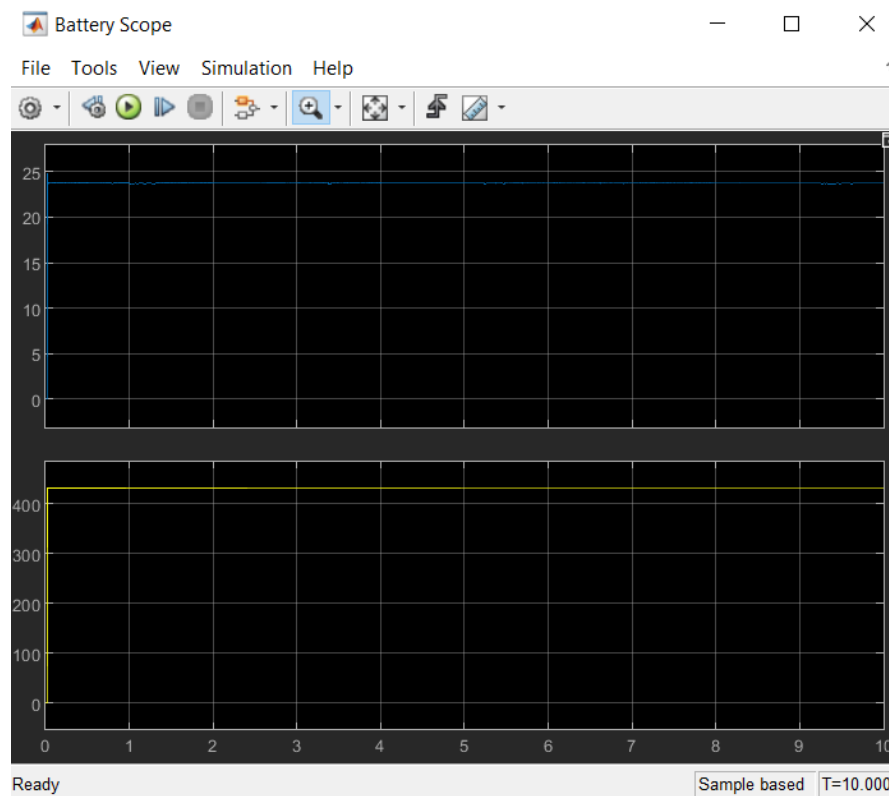 Battery Scope
File Tools View Simulation Help
25
20
15
10
5
0
400
300
200
100
0
0 1 2 3 4 5 6 7 8 9 10
Ready Sample based T=10.000